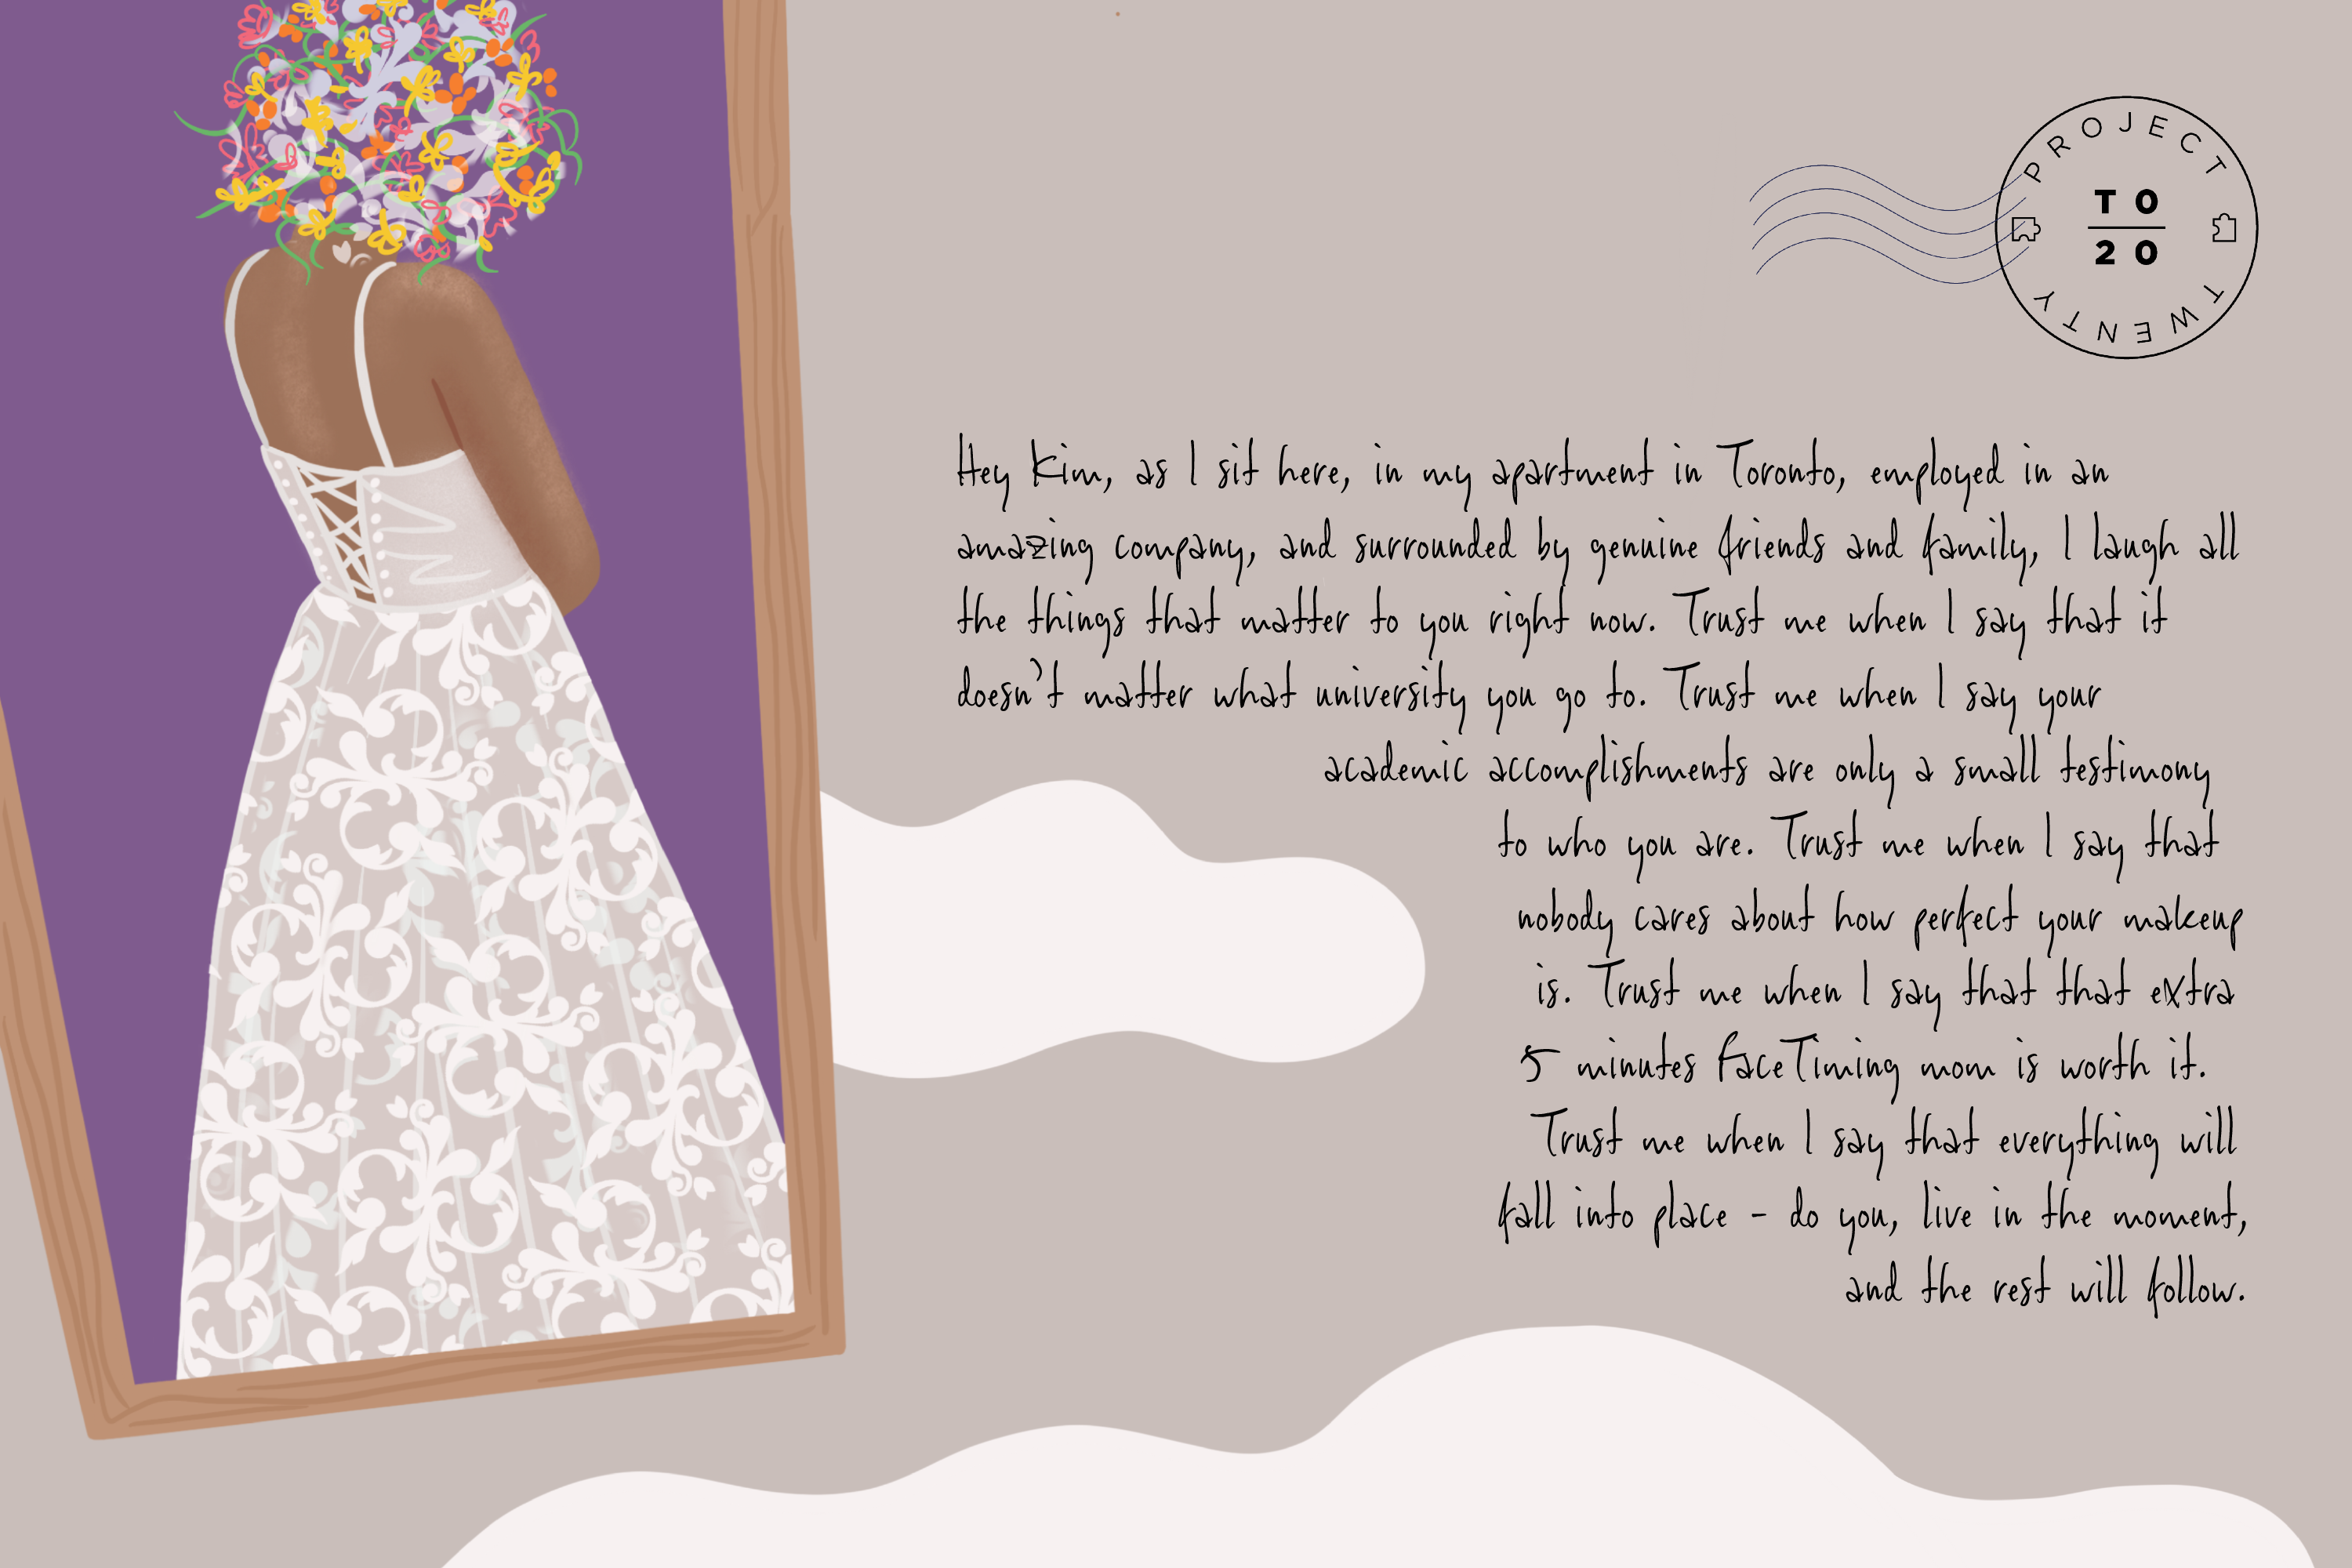 PROJECT
TO
20
TWENTY
Hey Kim, as I sit here, in my apartment in Toronto, employed in an
amazing company, and surrounded by genuine friends and family, I laugh all
the things that matter to you right now. Trust me when I say that it
doesn't matter what university you go to. Trust me when I say your
academic accomplishments are only a small testimony
to who you are. Trust me when I say that
nobody cares about how perfect your makeup
is. Trust me when I say that that extra
5 minutes FaceTiming mom is worth it.
Trust me when I say that everything will
fall into place - do you, live in the moment,
and the rest will follow.